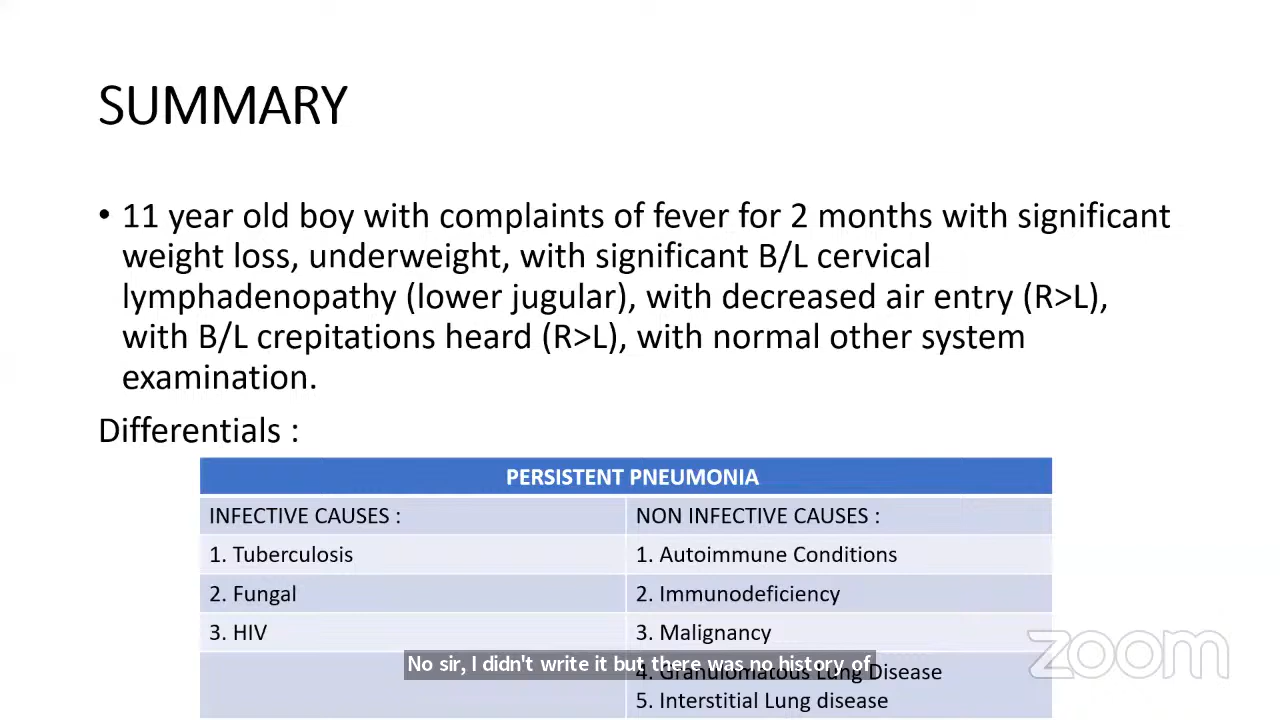 SUMMARY
• 11 year old boy with complaints of fever for 2 months with significant
weight loss, underweight, with significant B/L cervical
lymphadenopathy (lower jugular), with decreased air entry (R>L),
with B/L crepitations heard (R>L), with normal other system
examination.
Differentials :
PERSISTENT PNEUMONIA
INFECTIVE CAUSES :
NON INFECTIVE CAUSES :
1. Tuberculosis
1. Autoimmune Conditions
2. Fungal
2. Immunodeficiency
3. HIV
3. Malignancy
4. Granulomatous Lung Disease
5. Interstitial Lung disease
No sir, I didn't write it but there was no history of
zoom